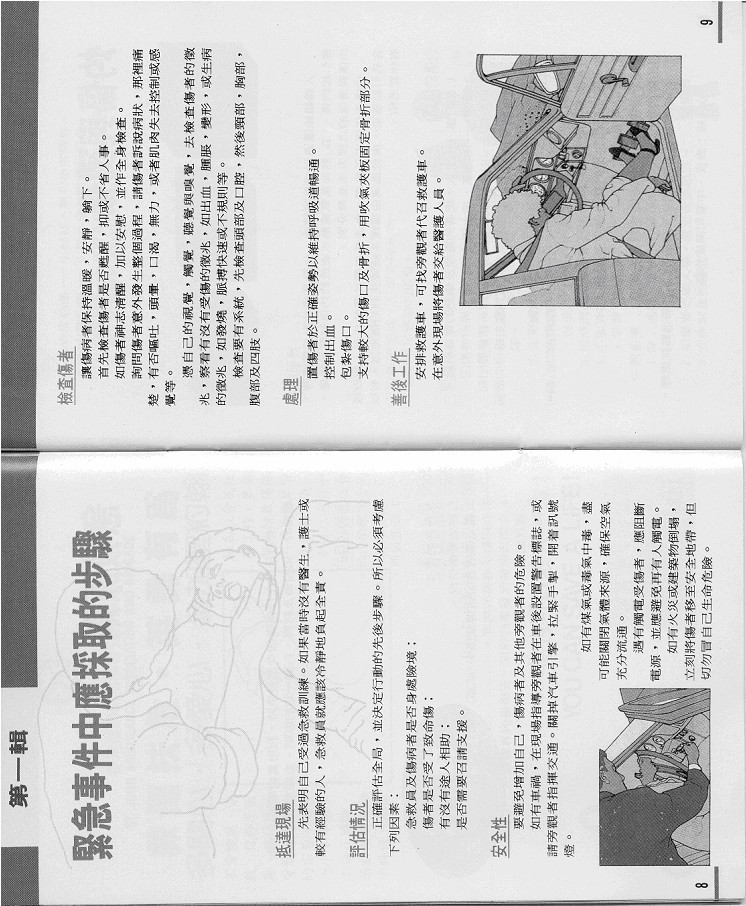 第一輯
緊急事件中應採取的步驟
抵達現場
先表明自己受過急救訓練。如果當時沒有醫生，護士或
較有經驗的人，急救員就應該冷靜地負起全責。
評估情況
正確評估全局，並決定行動的先後步驟。所以必須考慮
下列因素：
急救員及傷病者是否身處險境；
傷者是否受了致命傷；
有沒有途人相助；
是否需要召請支援。
安全性
要避免增加自己，傷病者及其他旁觀者的危險。
如有車禍，在現場指導旁觀者在車後設置警告標誌，或
請旁觀者指揮交通。關掉汽車引擎，拉緊手掣，開着訊號
燈。
如有煤氣或毒氣中毒，盡
可能關閉氣體來源，確保空氣
充分流通。
遇有觸電受傷者，應阻斷
電源，並應避免再有人觸電。
如有火災或建築物倒塌，
立刻將傷者移至安全地帶，但
切勿冒自己生命危險。
8
檢查傷者
讓傷病者保持溫暖，安靜，躺下。
首先檢查傷者是否甦醒，抑或不省人事。
如傷者神志清醒，加以安慰，並作全身檢查。
詢問傷者意外發生整個過程，請傷者訴說病狀，那裡痛
楚，有否嘔吐，頭暈，口渴，無力，或者肌肉失去控制或感
覺等。
憑自己的視覺，觸覺，聽覺與嗅覺，去檢查傷者的徵
兆，察看有沒有受傷的徵兆，如出血，腫脹，變形，或生病
的徵兆，如發燒，脈搏快速或不規則等。
檢查要有系統，先檢查頭部及口腔，然後頸部，胸部，
腹部及四肢。
處理
置傷者於正確姿勢以維持呼吸道暢通。
控制出血。
包紮傷口。
支持較大的傷口及骨折，用吹氣夾板固定骨折部分。
善後工作
安排救護車，可找旁觀者代召救護車。
在意外現場將傷者交給醫護人員。
9